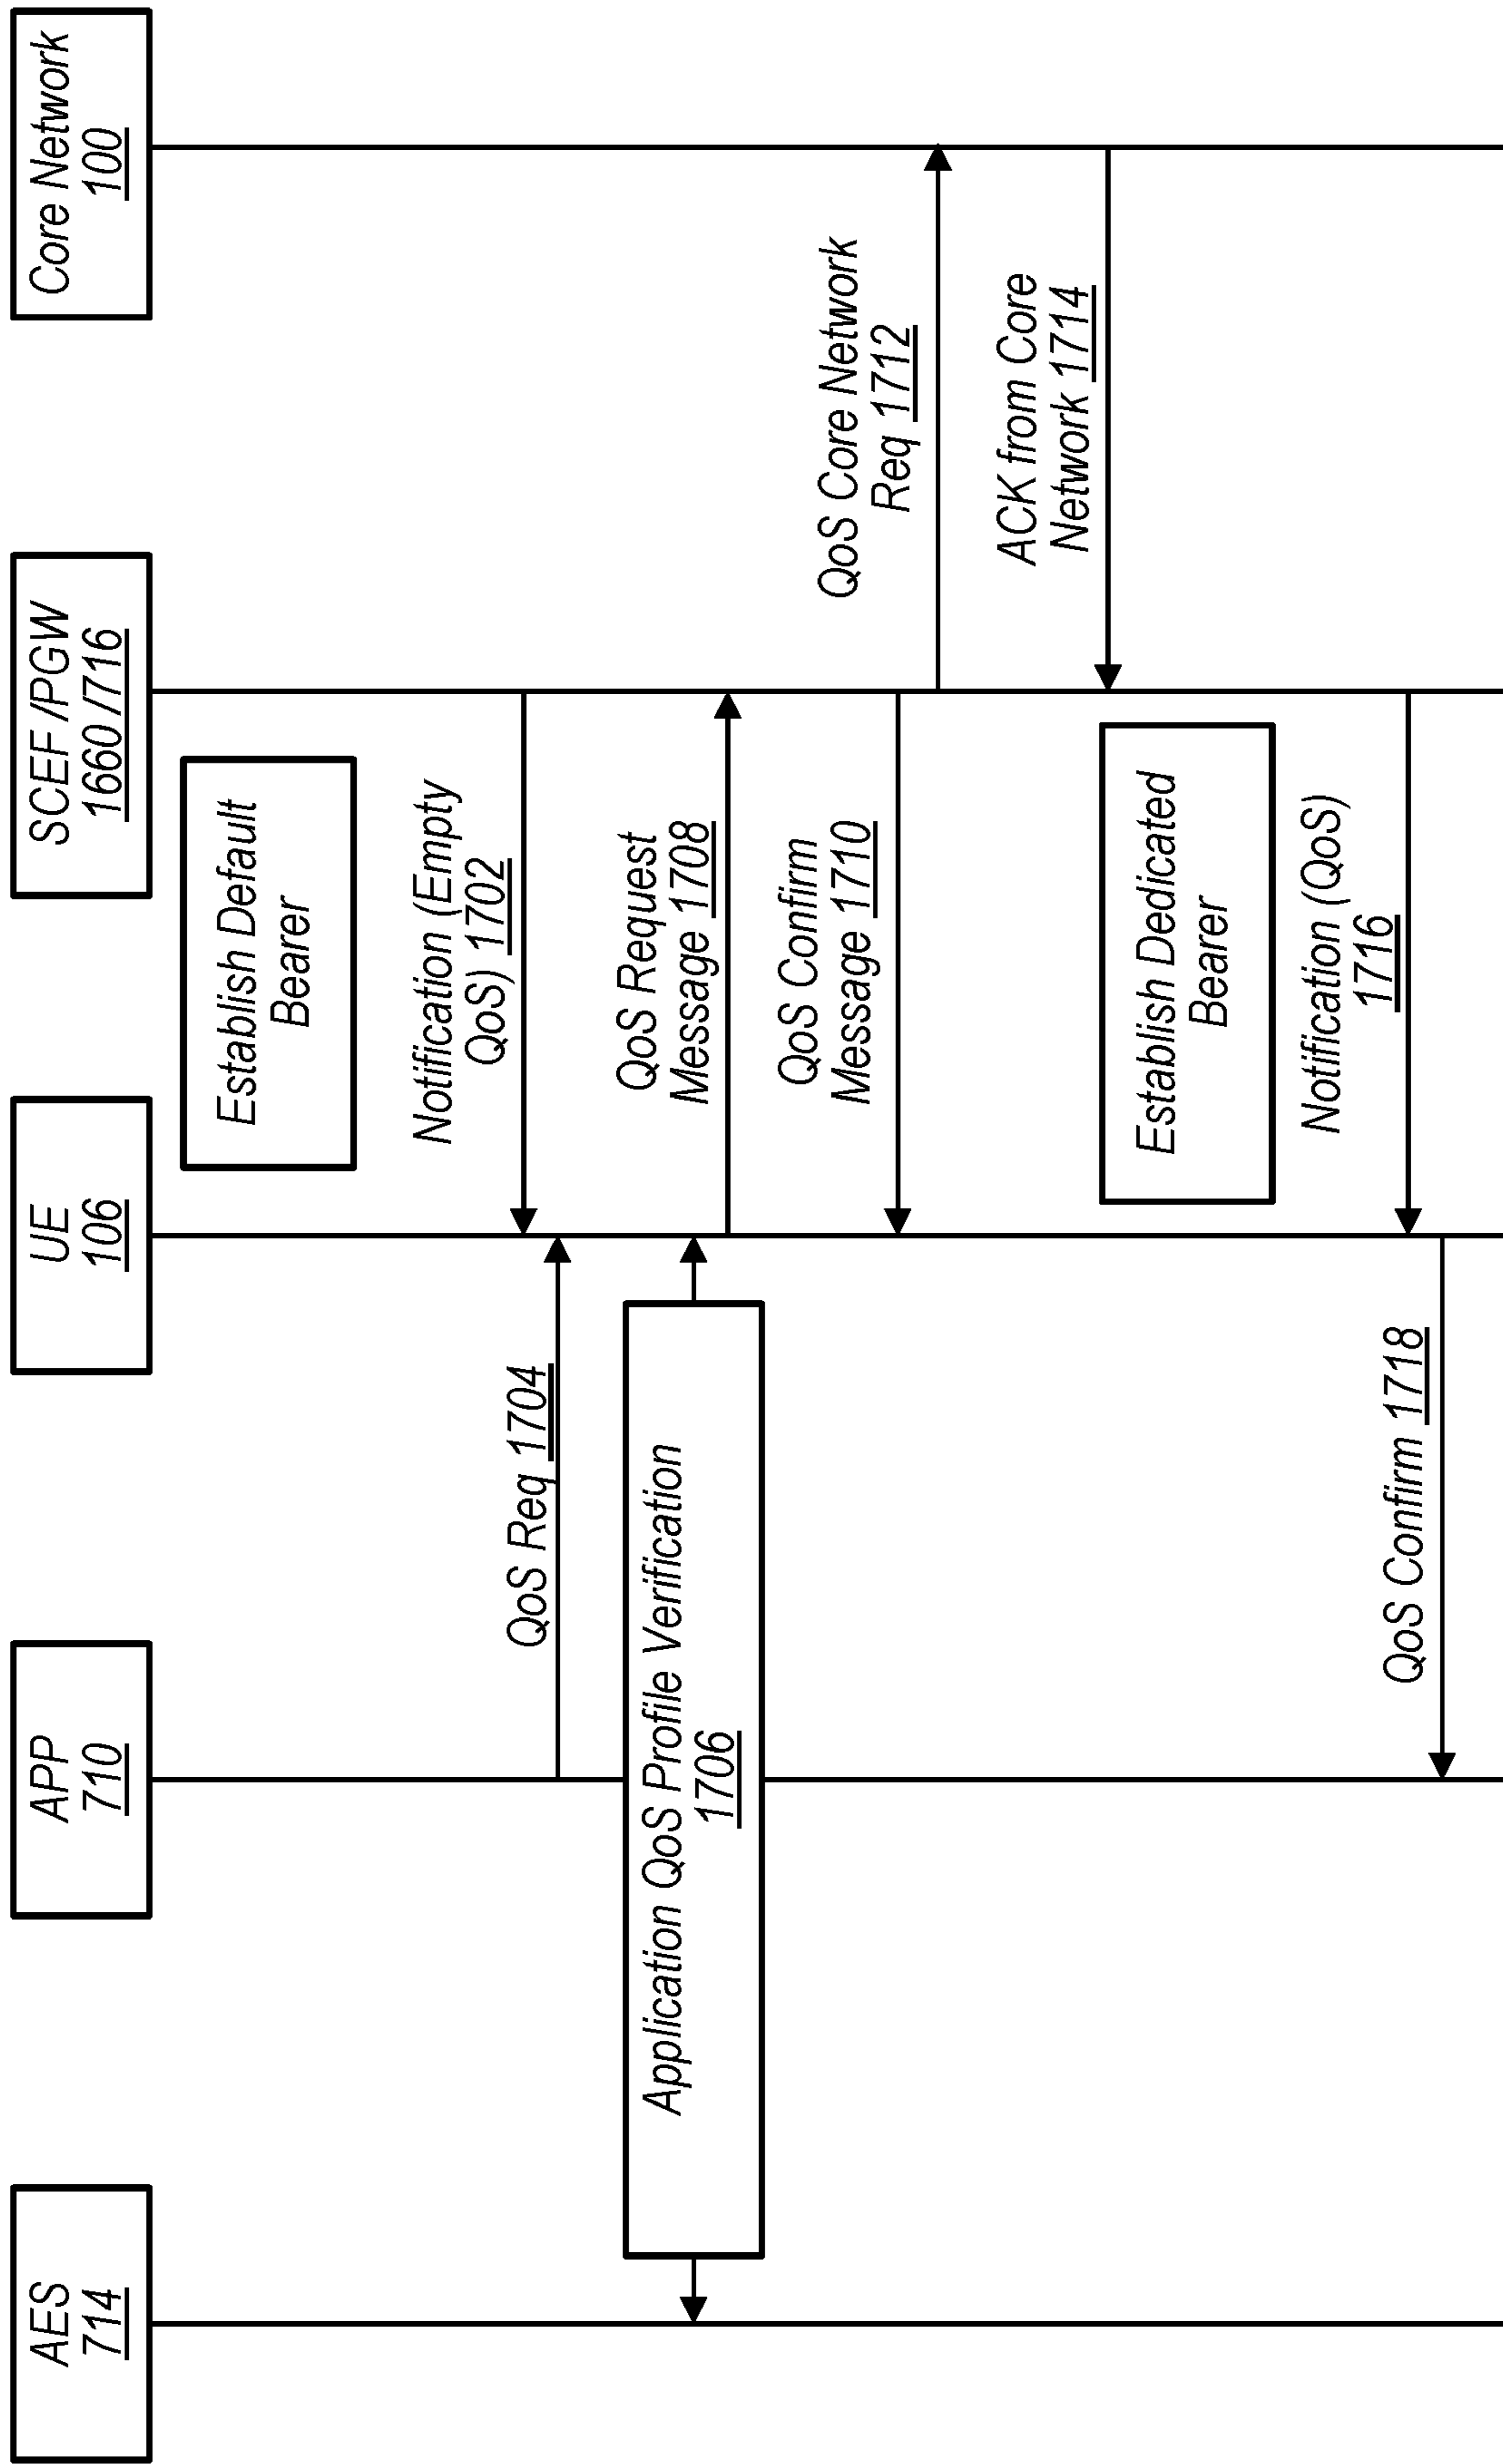 AES
714
APP
710
UE
106
SCEF /PGW
1660 /716
Core Network
100
Establish Default
Bearer
Notification (Empty
QoS) 1702
QoS Req 1704
Application QoS Profile Verification
1706
QoS Request
Message 1708
QoS Confirm
Message 1710
QoS Core Network
Req 1712
ACK from Core
Network 1714
Establish Dedicated
Bearer
Notification (QoS)
1716
QoS Confirm 1718